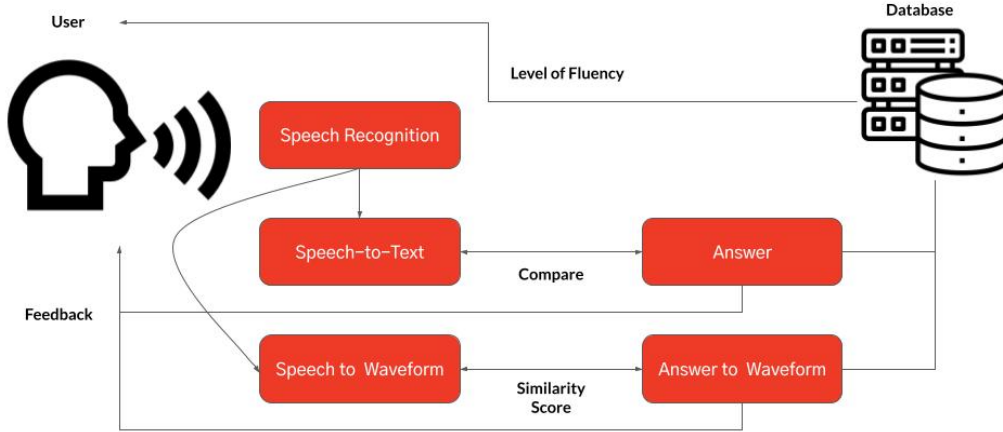 User
Database
Level of Fluency
Speech Recognition
Speech-to-Text
Answer
Compare
Feedback
Speech to Waveform
Answer to Waveform
Similarity
Score